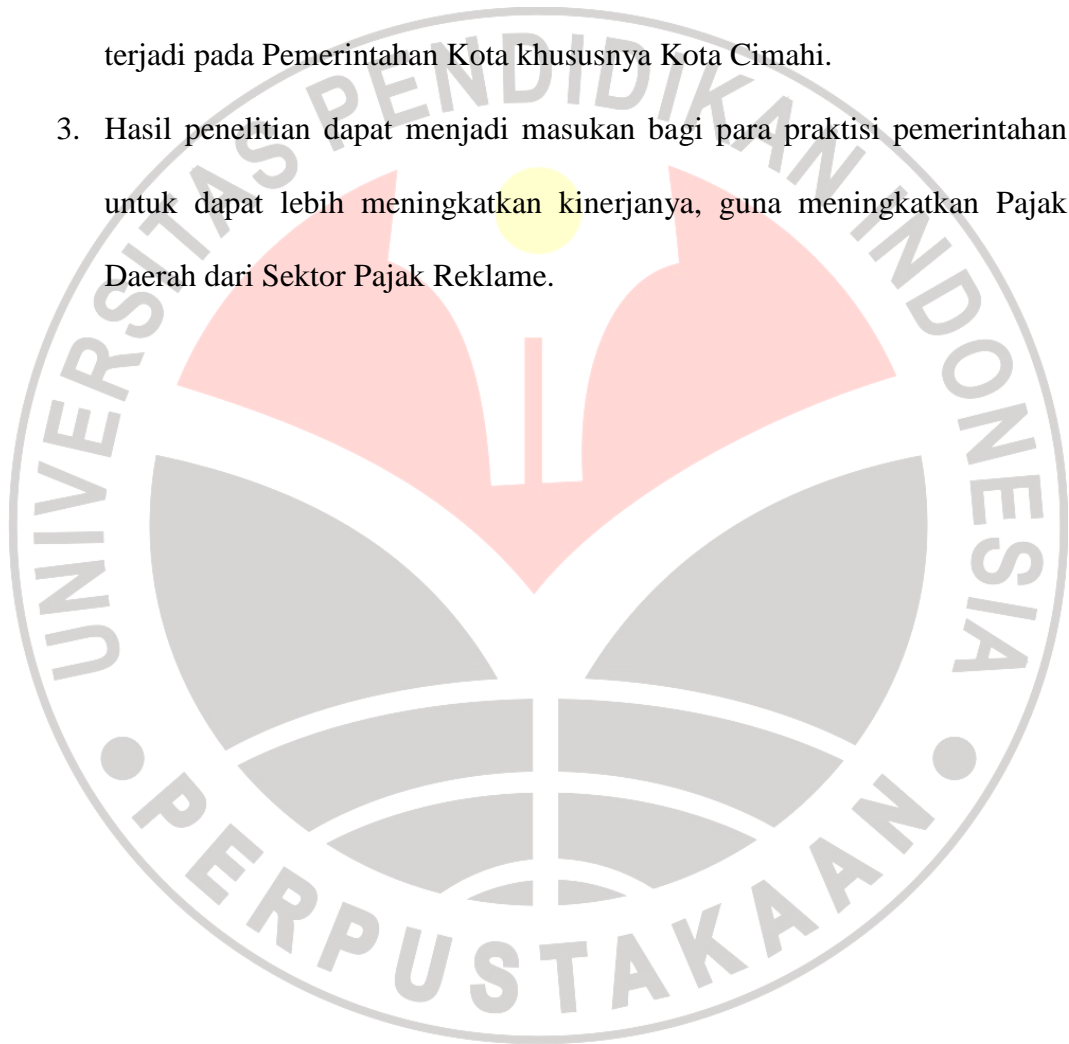 terjadi pada Pemerintahan Kota khususnya Kota Cimahi.
3. Hasil penelitian dapat menjadi masukan bagi para praktisi pemerintahan
untuk dapat lebih meningkatkan kinerjanya, guna meningkatkan Pajak
Daerah dari Sektor Pajak Reklame.
UNIVERSITAS PENDIDIKAN INDONESIA
PERPUSTAKAAN